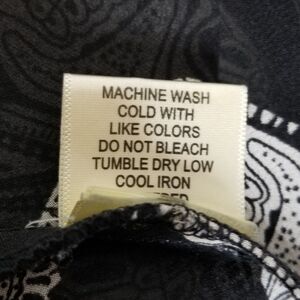 MACHINE WASH
COLD WITH
LIKE COLORS
DO NOT BLEACH
TUMBLE DRY LOW
COOL IRON